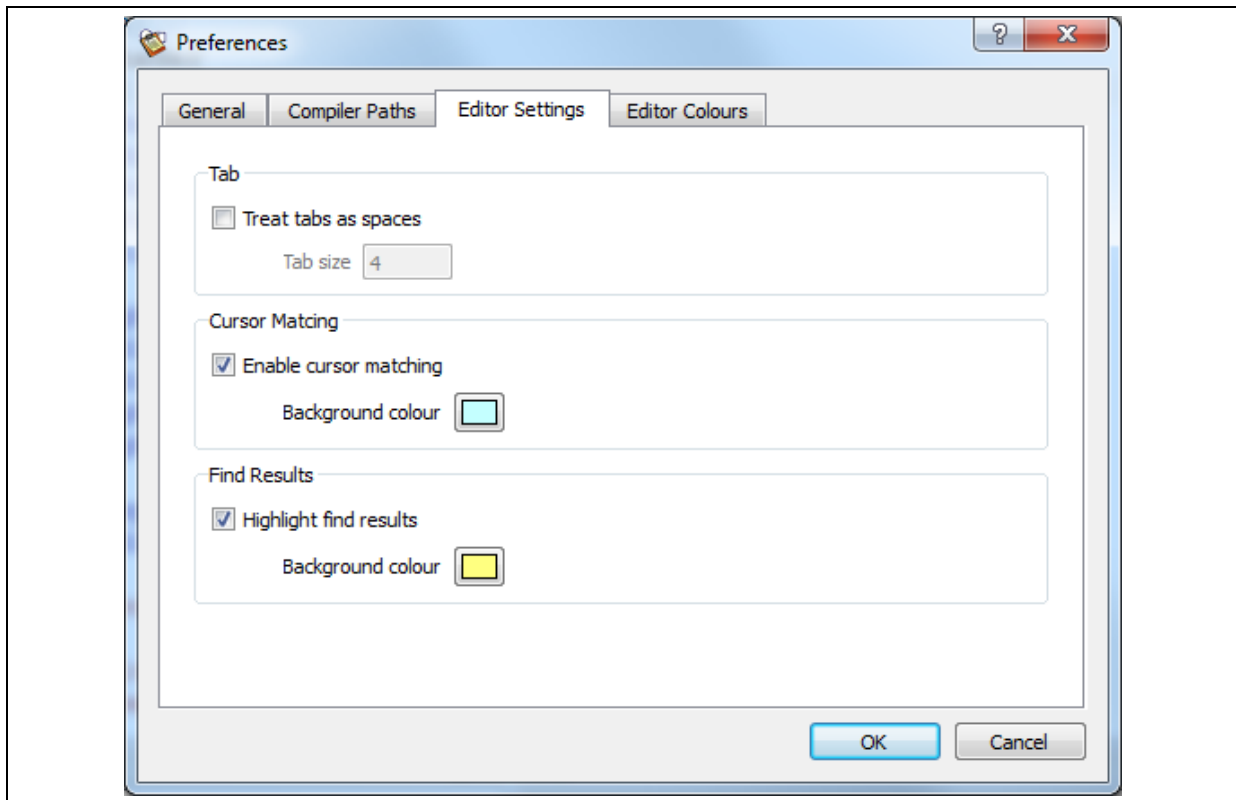 Preferences
General Compiler Paths Editor Settings Editor Colours
Tab
Treat tabs as spaces
Tab size 4
Cursor Matcing
Enable cursor matching
Background colour
Find Results
Highlight find results
Background colour
OK Cancel